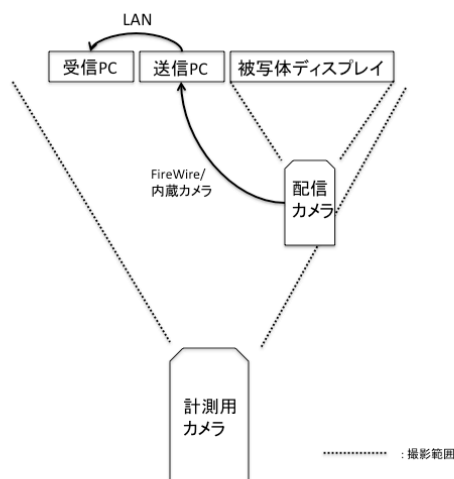 LAN
受信PC
送信PC
被写体ディスプレイ
FireWire/
内蔵カメラ
配信
カメラ
計測用
カメラ
: 撮影範囲